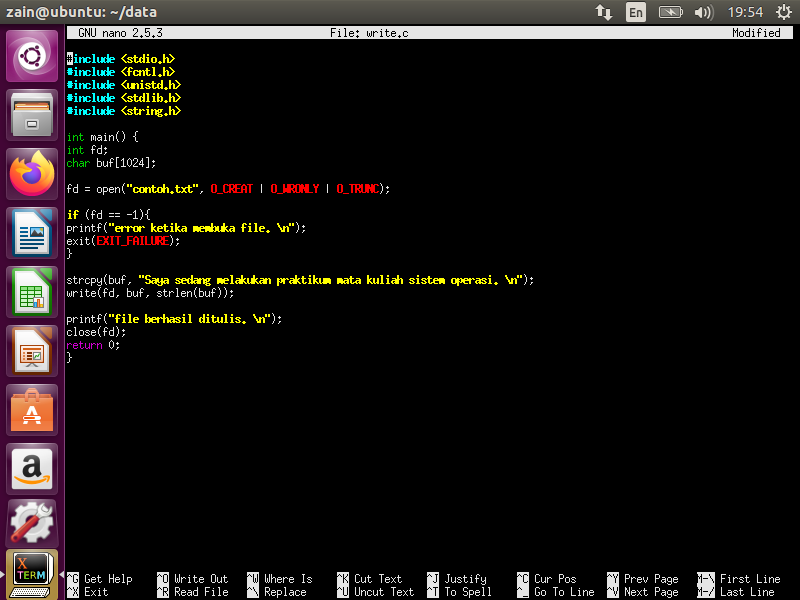 zain@ubuntu: ~/data
En
19:54
GNU nano 2.5.3 File: write.c Modified
#include <stdio.h>
#include <fcntl.h>
#include <unistd.h>
#include <stdlib.h>
#include <string.h>
int main() {
int fd;
char buf[1024];
fd = open("contoh.txt", O_CREAT | O_WRONLY | O_TRUNC);
if (fd == -1){
printf("error ketika membuka file. \n");
exit(EXIT_FAILURE);
}
strcpy(buf, "Saya sedang melakukan praktikum mata kuliah sistem operasi. \n");
write(fd, buf, strlen(buf));
printf("file berhasil ditulis. \n");
close(fd);
return 0;
}
^G Get Help ^O Write Out ^W Where Is ^K Cut Text ^J Justify ^C Cur Pos ^Y Prev Page M-\ First Line
^X Exit ^R Read File ^\ Replace ^U Uncut Text ^T To Spell ^_ Go To Line ^V Next Page M-/ Last Line
A
a
X
TERM